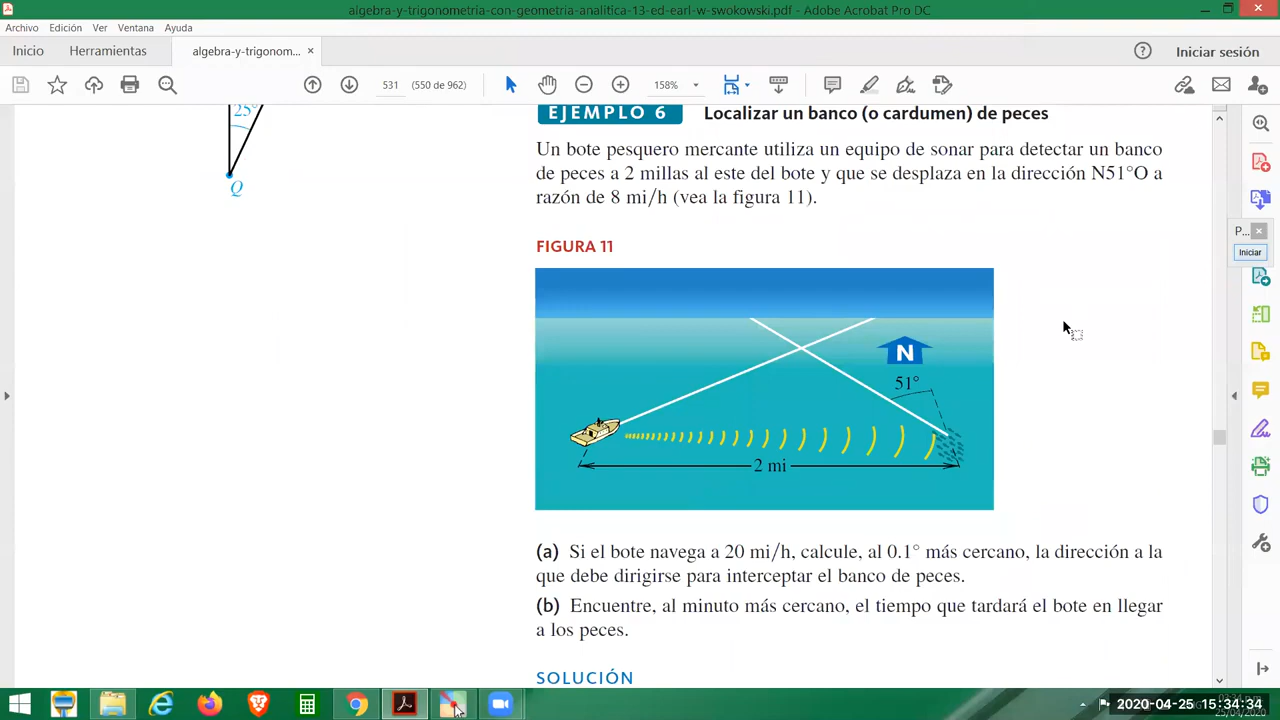 algebra-y-trigonometria-con-geometria-analitica-13-ed-earl-w-swokowski.pdf - Adobe Acrobat Pro DC
Archivo Edición Ver Ventana Ayuda
Inicio Herramientas algebra-y-trigonom... × Iniciar sesión
531 (550 de 962) 158%
25°
Q
EJEMPLO 6 Localizar un banco (o cardumen) de peces
Un bote pesquero mercante utiliza un equipo de sonar para detectar un banco
de peces a 2 millas al este del bote y que se desplaza en la dirección N51°O a
razón de 8 mi/h (vea la figura 11).
P...
Iniciar
FIGURA 11
N
51°
2 mi
(a) Si el bote navega a 20 mi/h, calcule, al 0.1° más cercano, la dirección a la
que debe dirigirse para interceptar el banco de peces.
(b) Encuentre, al minuto más cercano, el tiempo que tardará el bote en llegar
a los peces.
SOLUCIÓN
2020-04-25 15:34:34